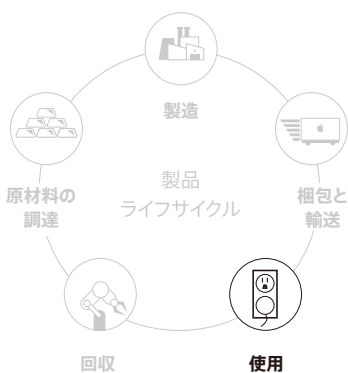 製造
原材料の
調達
製品
ライフサイクル
梱包と
輸送
回収
使用